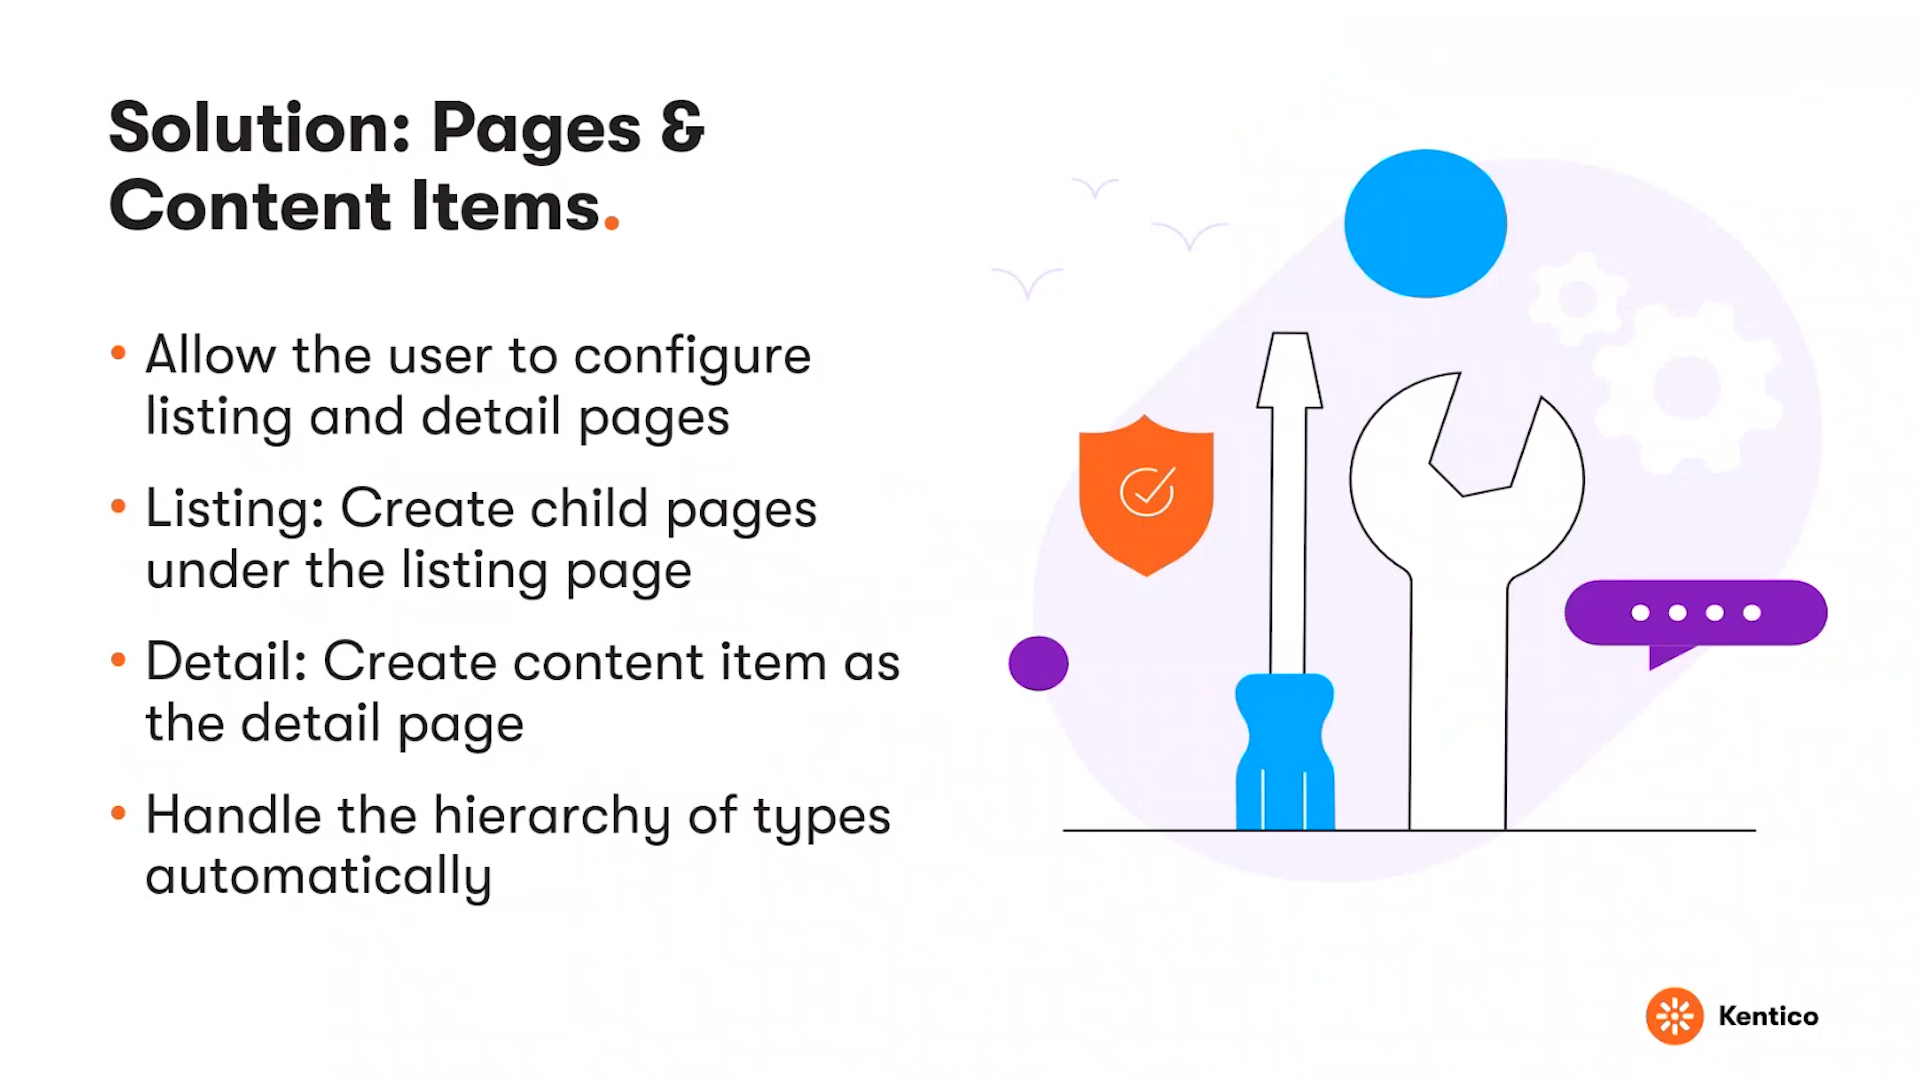 Solution: Pages &
Content Items.
• Allow the user to configure
listing and detail pages
• Listing: Create child pages
under the listing page
• Detail: Create content item as
the detail page
• Handle the hierarchy of types
automatically
Kentico